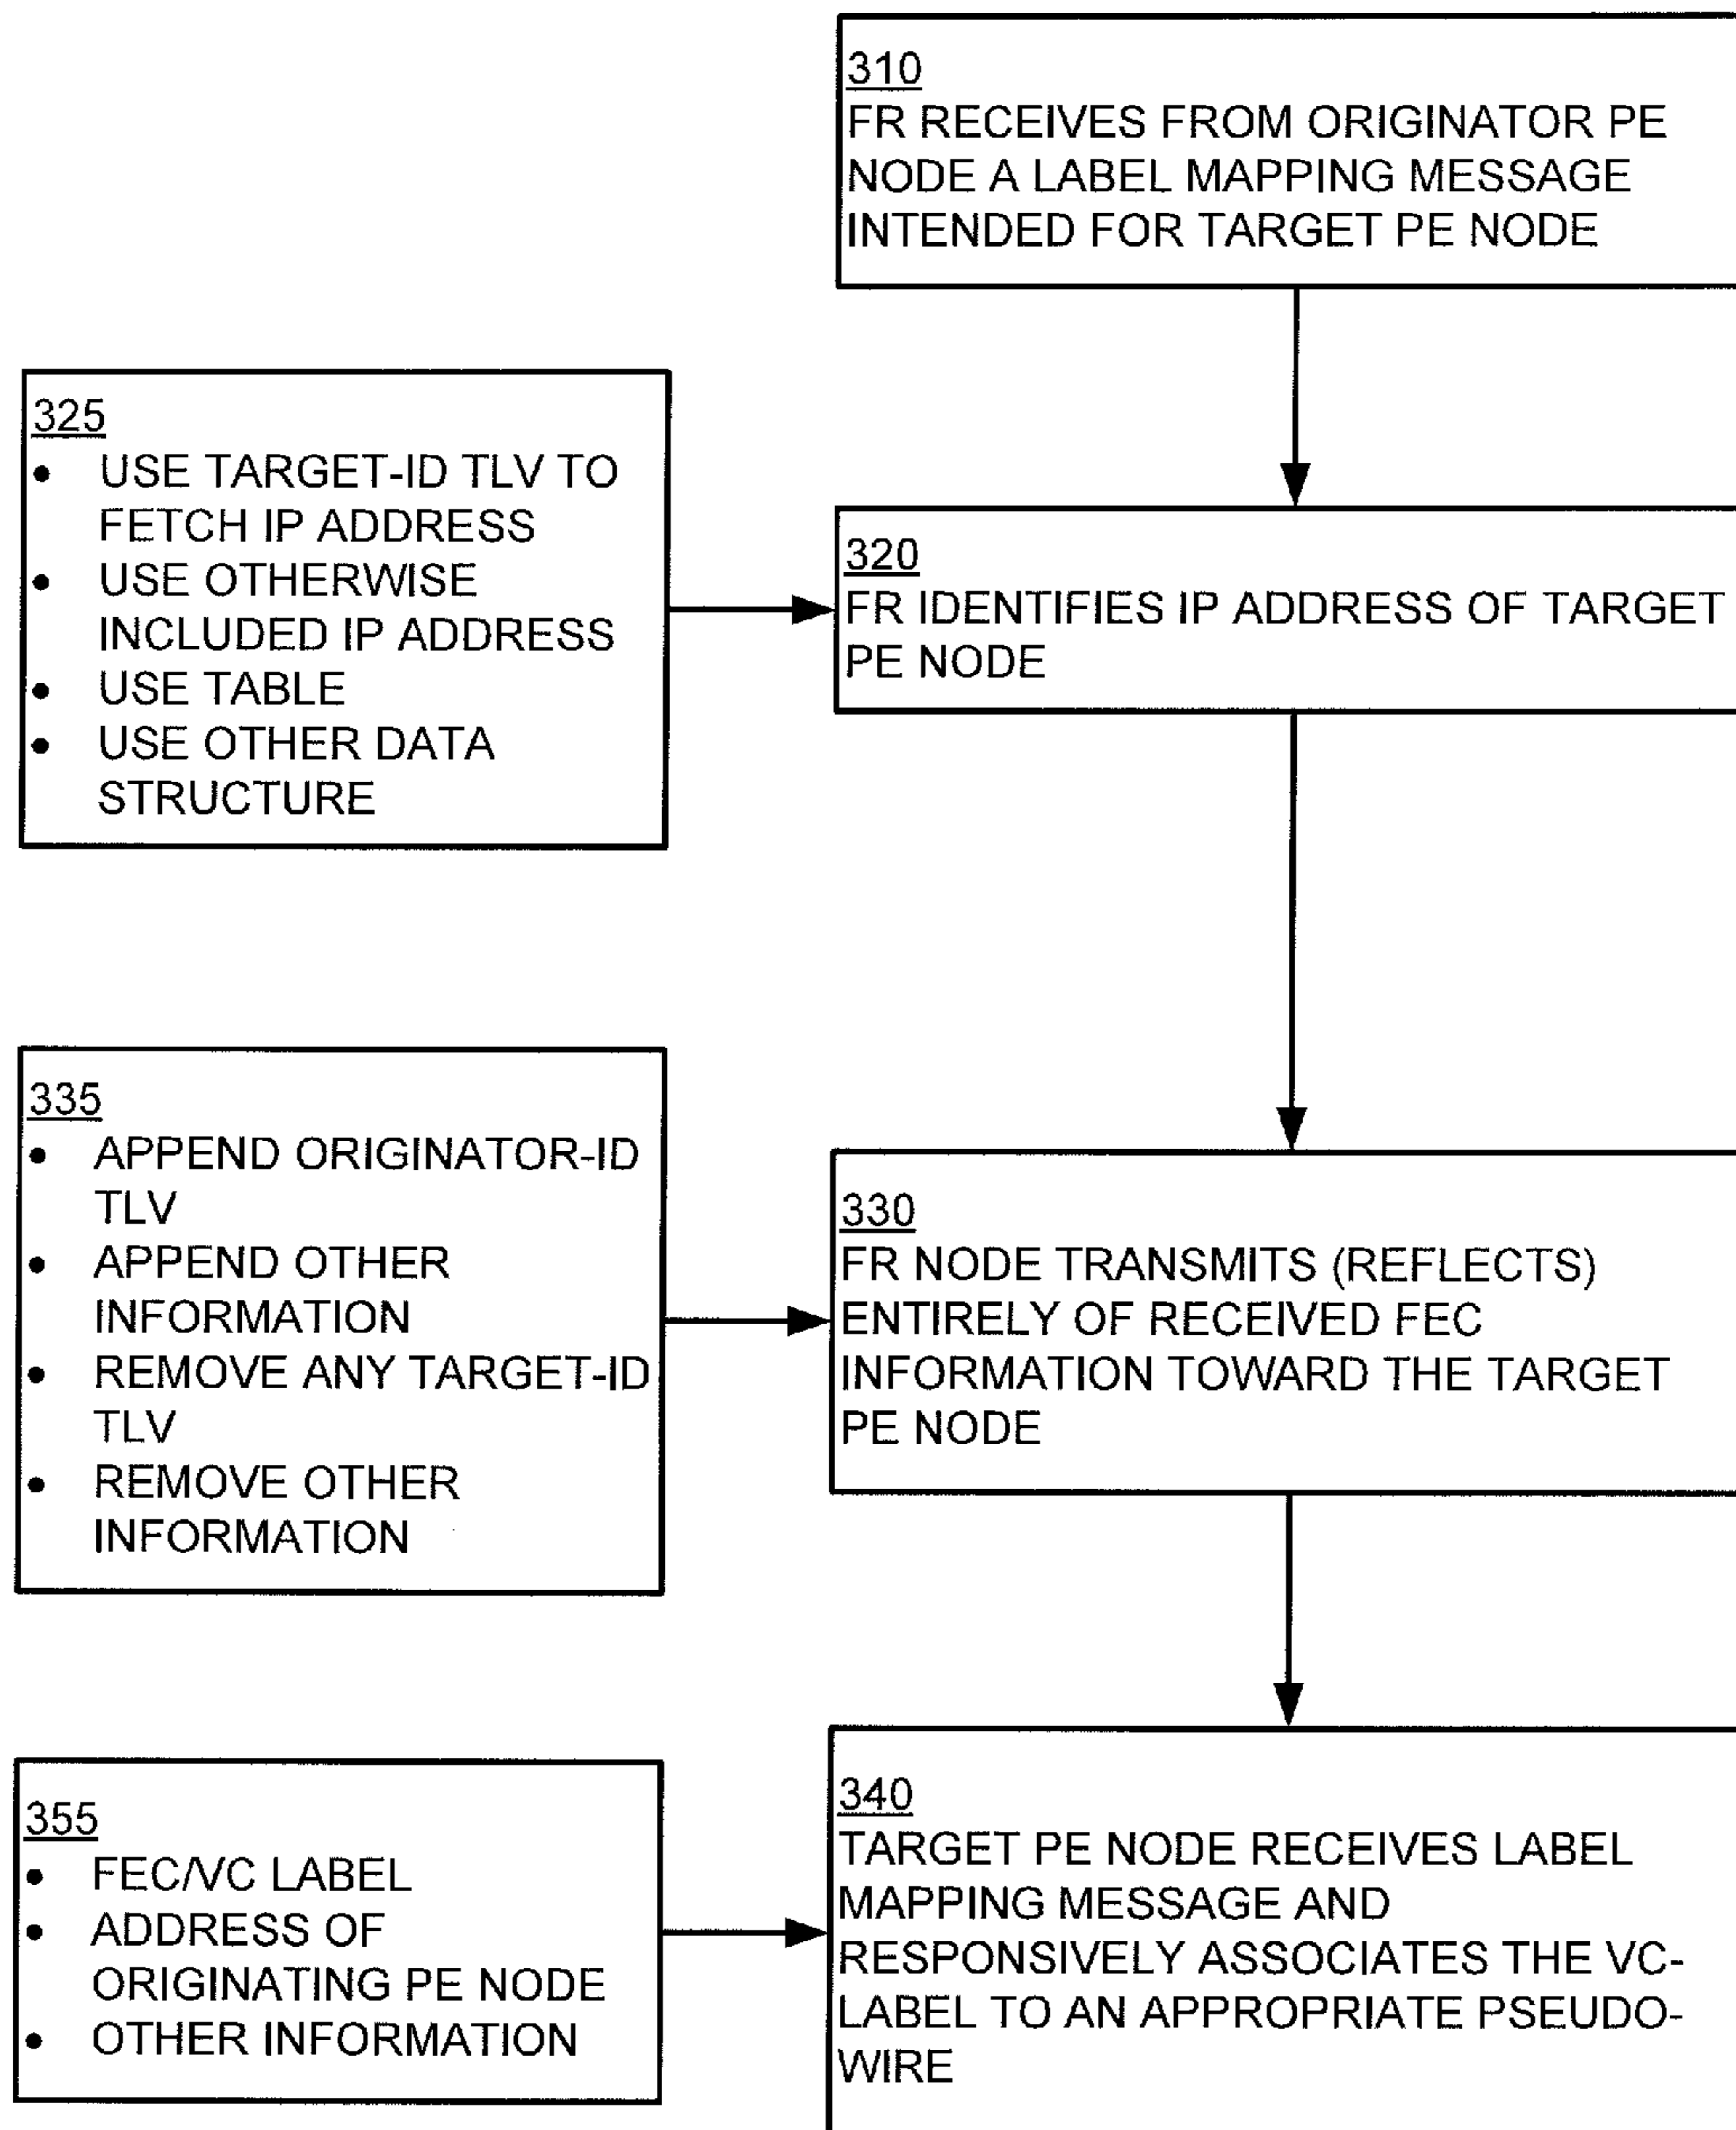 310
FR RECEIVES FROM ORIGINATOR PE
NODE A LABEL MAPPING MESSAGE
INTENDED FOR TARGET PE NODE
325
• USE TARGET-ID TLV TO
FETCH IP ADDRESS
• USE OTHERWISE
INCLUDED IP ADDRESS
• USE TABLE
• USE OTHER DATA
STRUCTURE
320
FR IDENTIFIES IP ADDRESS OF TARGET
PE NODE
335
• APPEND ORIGINATOR-ID
TLV
• APPEND OTHER
INFORMATION
• REMOVE ANY TARGET-ID
TLV
• REMOVE OTHER
INFORMATION
330
FR NODE TRANSMITS (REFLECTS)
ENTIRELY OF RECEIVED FEC
INFORMATION TOWARD THE TARGET
PE NODE
355
• FEC/VC LABEL
• ADDRESS OF
ORIGINATING PE NODE
• OTHER INFORMATION
340
TARGET PE NODE RECEIVES LABEL
MAPPING MESSAGE AND
RESPONSIVELY ASSOCIATES THE VC-
LABEL TO AN APPROPRIATE PSEUDO-
WIRE